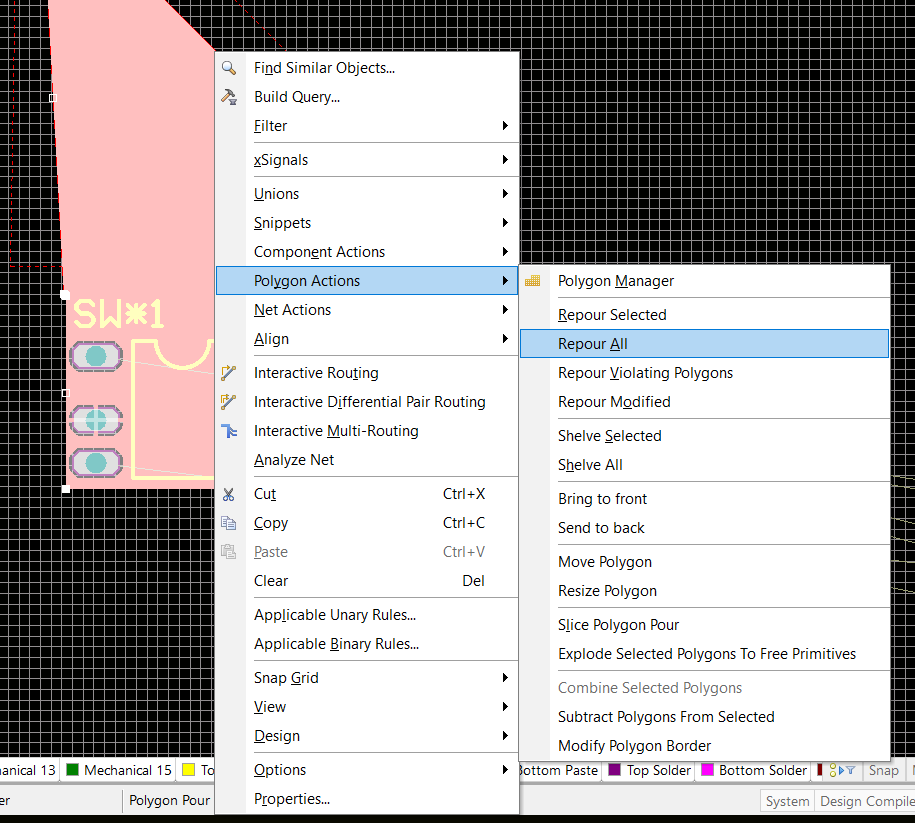 Find Similar Objects...
Build Query...
Filter
xSignals
Unions
Snippets
Component Actions
Polygon Actions
Net Actions
Align
Interactive Routing
Interactive Differential Pair Routing
Interactive Multi-Routing
Analyze Net
Cut Ctrl+X
Copy Ctrl+C
Paste Ctrl+V
Clear Del
Applicable Unary Rules...
Applicable Binary Rules...
Snap Grid
View
Design
Options
Properties...
Polygon Manager
Repour Selected
Repour All
Repour Violating Polygons
Repour Modified
Shelve Selected
Shelve All
Bring to front
Send to back
Move Polygon
Resize Polygon
Slice Polygon Pour
Explode Selected Polygons To Free Primitives
Combine Selected Polygons
Subtract Polygons From Selected
Modify Polygon Border
SW*1
anical 13 Mechanical 15 To Bottom Paste Top Solder Bottom Solder Snap
er Polygon Pour System Design Compile